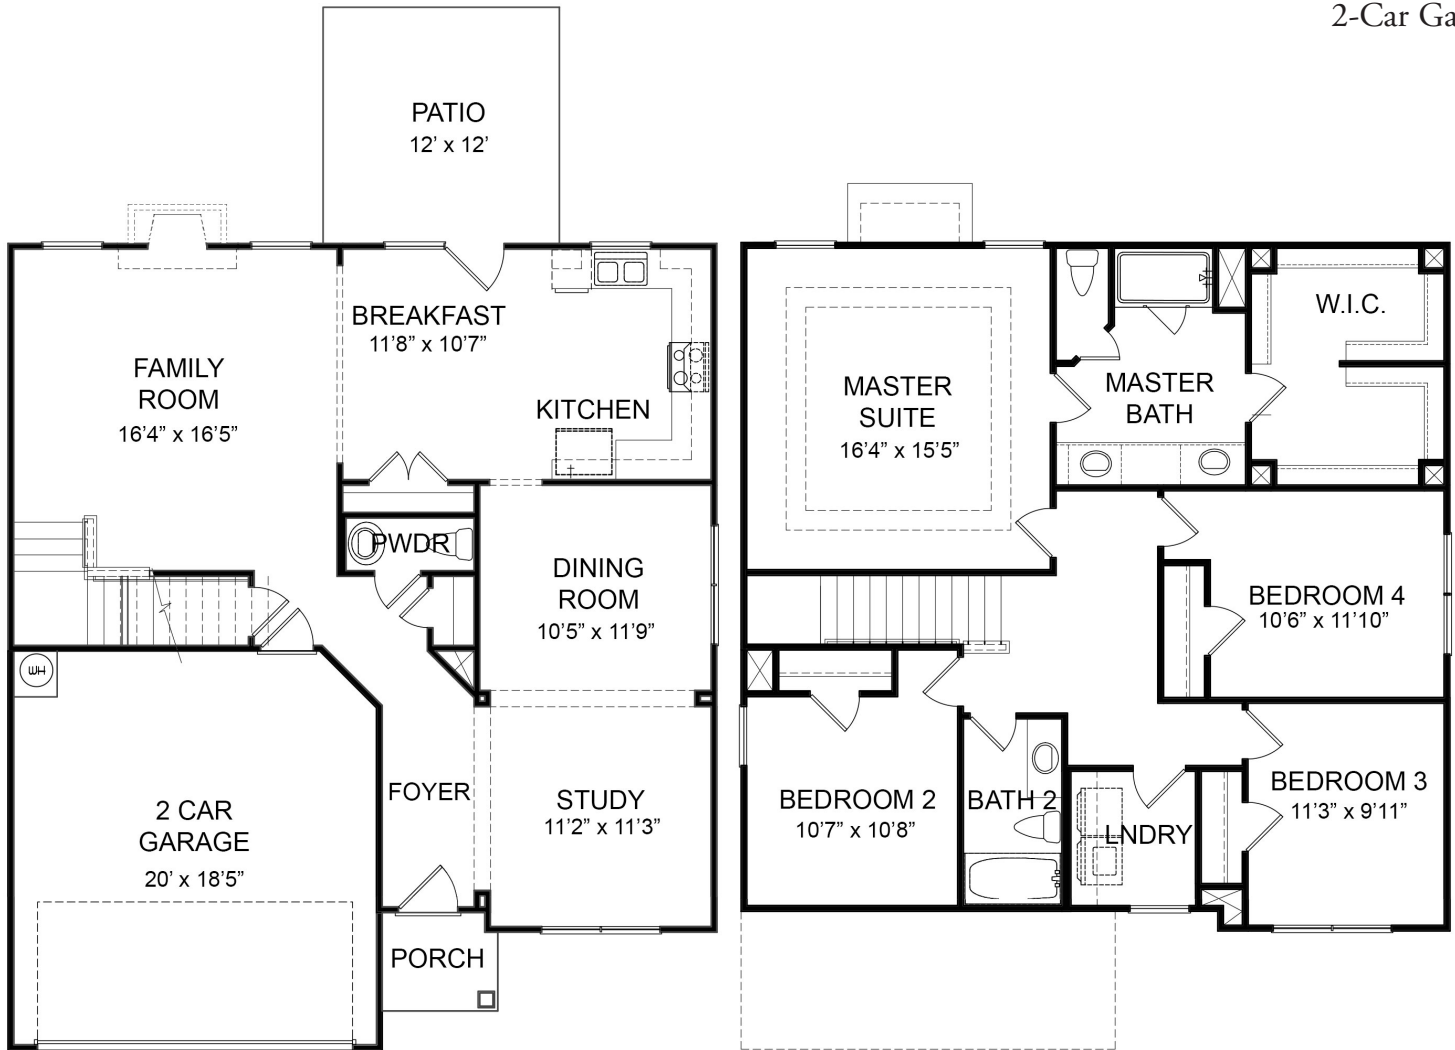 2-Car Ga
PATIO
12’ x 12’
BREAKFAST
11’8” x 10’7”
FAMILY
ROOM
16’4” x 16’5”
KITCHEN
PWDR
DINING
ROOM
10’5” x 11’9”
WH
FOYER
STUDY
11’2” x 11’3”
2 CAR
GARAGE
20’ x 18’5”
PORCH
W.I.C.
MASTER
SUITE
16’4” x 15’5”
MASTER
BATH
BEDROOM 4
10’6” x 11’10”
BEDROOM 2
10’7” x 10’8”
BATH 2
LNDRY
BEDROOM 3
11’3” x 9’11”